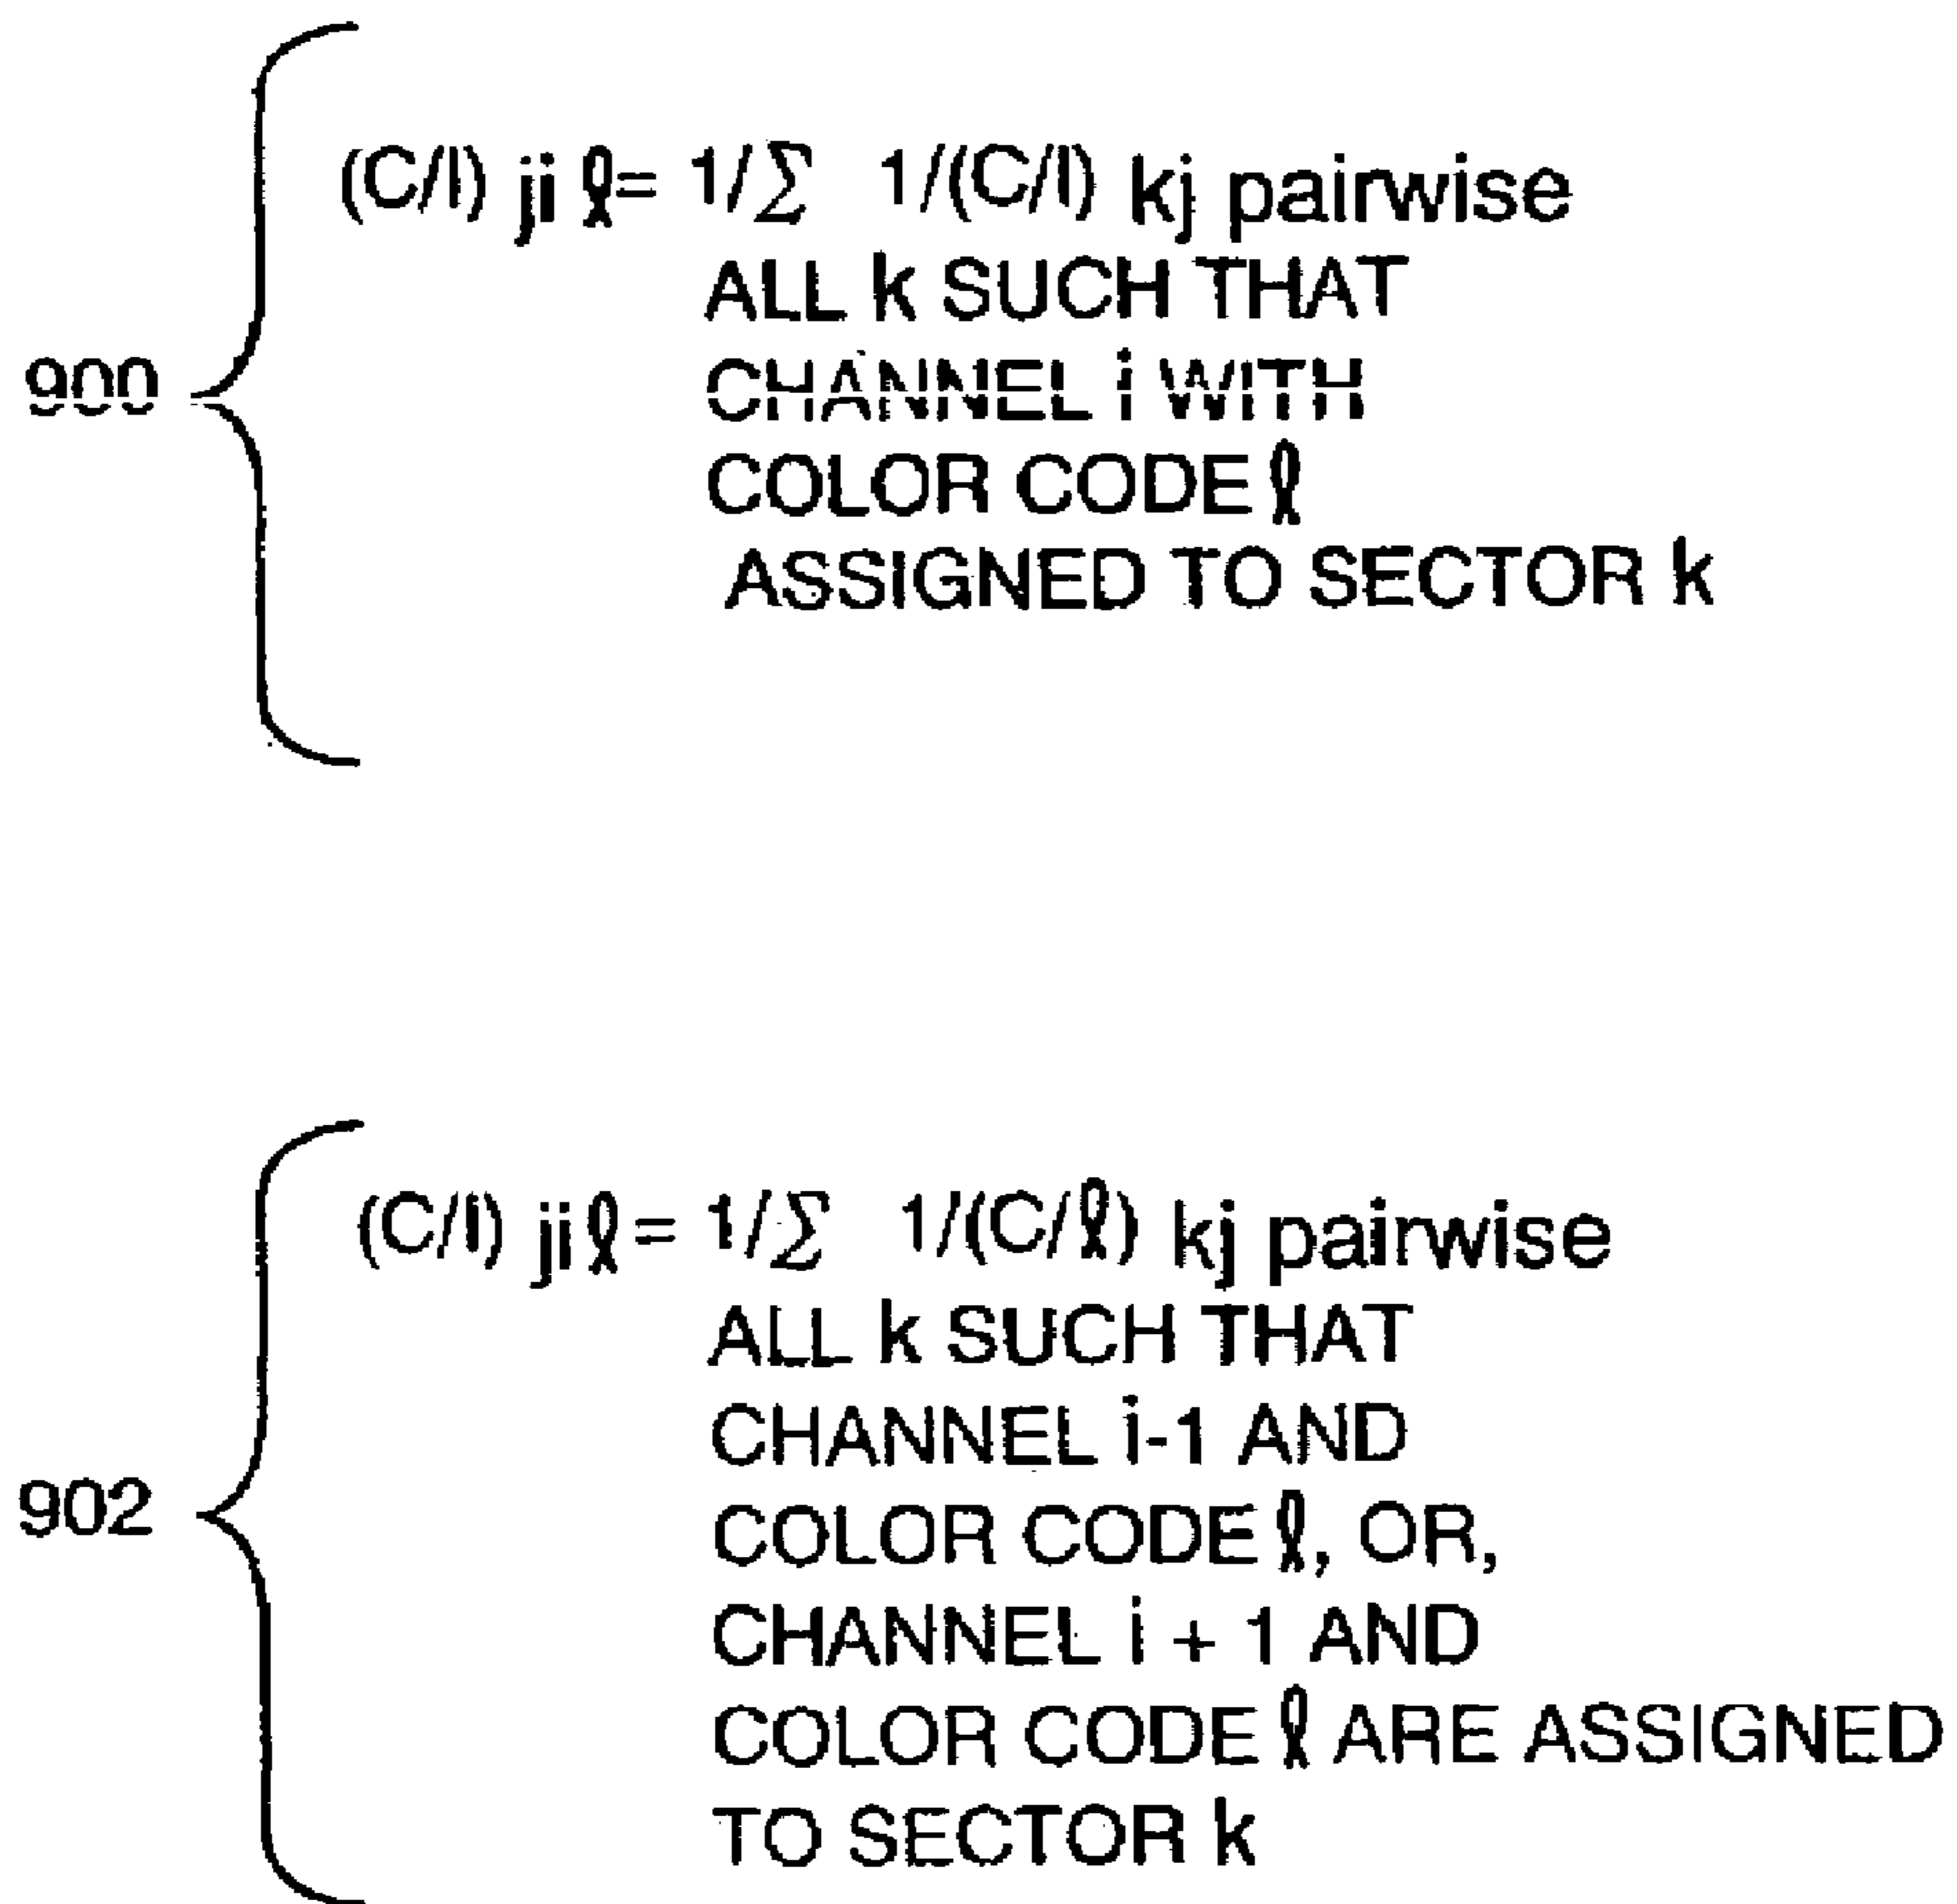 (C/I) ji ℓ = 1/∑ 1/(C/I) kj pairwise
ALL k SUCH THAT
CHANNEL i WITH
900
COLOR CODE ℓ
ASSIGNED TO SECTOR k
(C/I) jiℓ = 1/∑ 1/(C/ℓ) kj pairwise
ALL k SUCH THAT
CHANNEL i-1 AND
902
COLOR CODE ℓ, OR,
CHANNEL i + 1 AND
COLOR CODE ℓ ARE ASSIGNED
TO SECTOR k